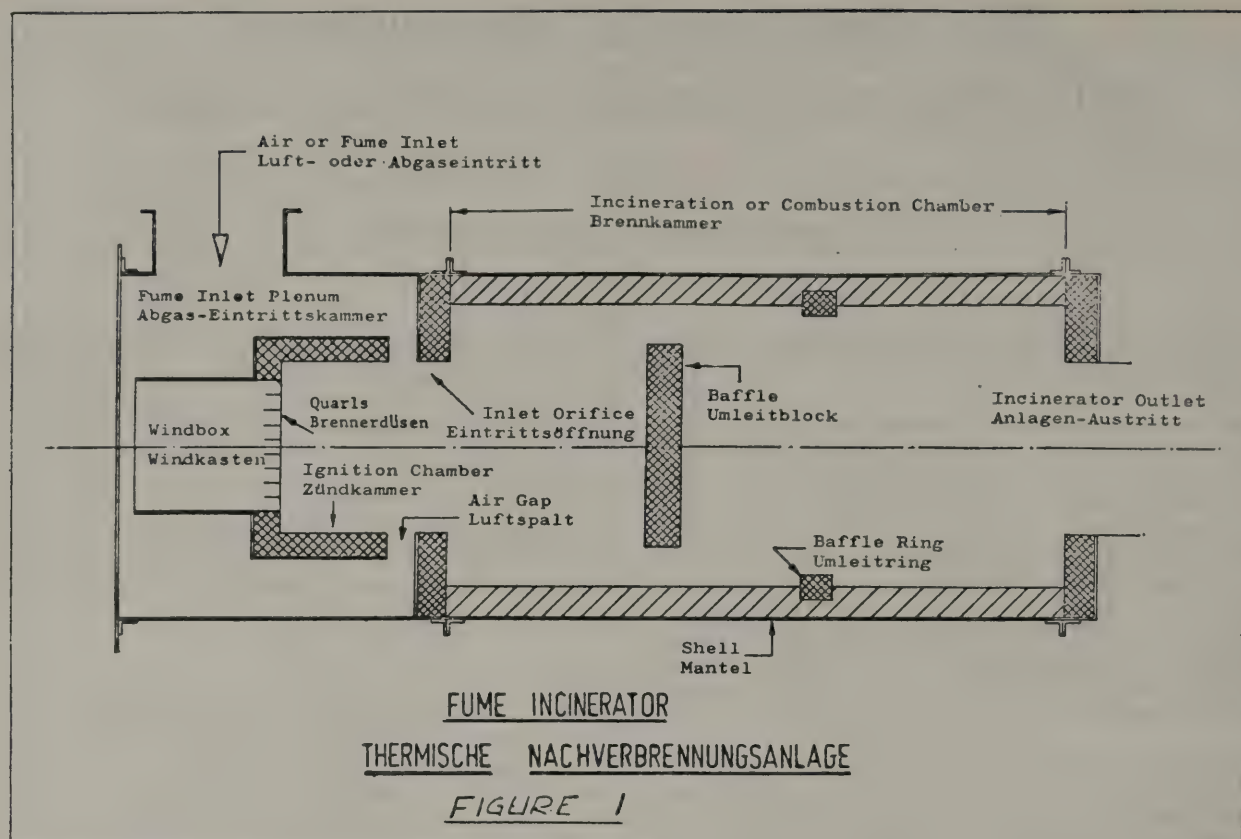 Air or Fume Inlet
Luft- oder Abgaseintritt
Incineration or Combustion Chamber
Brennkammer
Fume Inlet Plenum
Abgas-Eintrittskammer
Quarls
Brennerdüsen
Inlet Orifice
Eintrittsöffnung
Baffle
Umleitblock
Incinerator Outlet
Anlagen-Austritt
Windbox
Windkasten
Ignition Chamber
Zündkammer
Air Gap
Luftspalt
Baffle Ring
Umleitring
Shell
Mantel
FUME INCINERATOR
THERMISCHE NACHVERBRENNUNGSANLAGE
FIGURE 1